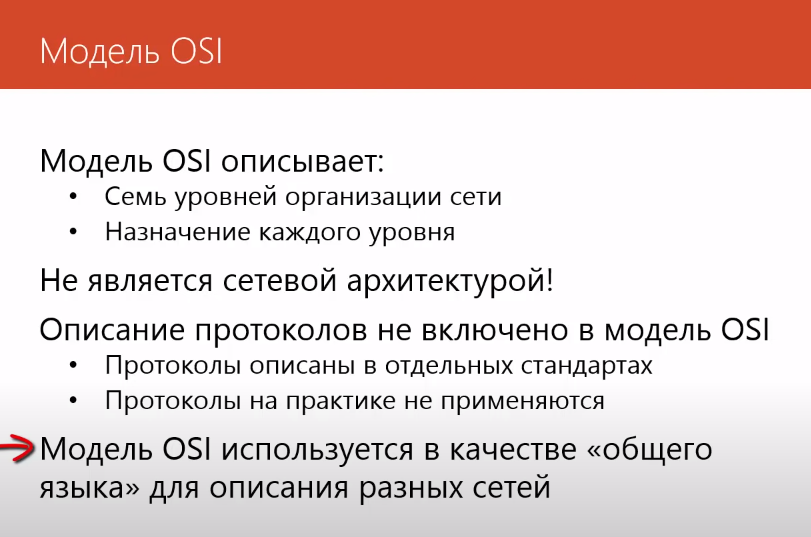 Модель OSI
Модель OSI описывает:
• Семь уровней организации сети
• Назначение каждого уровня
Не является сетевой архитектурой!
Описание протоколов не включено в модель OSI
• Протоколы описаны в отдельных стандартах
• Протоколы на практике не применяются
Модель OSI используется в качестве «общего
языка» для описания разных сетей